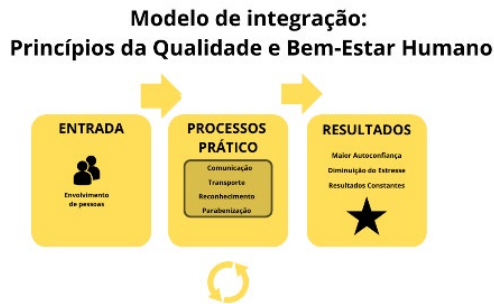 Modelo de integração:
Princípios da Qualidade e Bem-Estar Humano
ENTRADA
Envolvimento
de pessoas
PROCESSOS
PRÁTICO
Comunicação
Transporte
Reconhecimento
Parabenização
RESULTADOS
Maior Autoconfiança
Diminuição do Estresse
Resultados Constantes